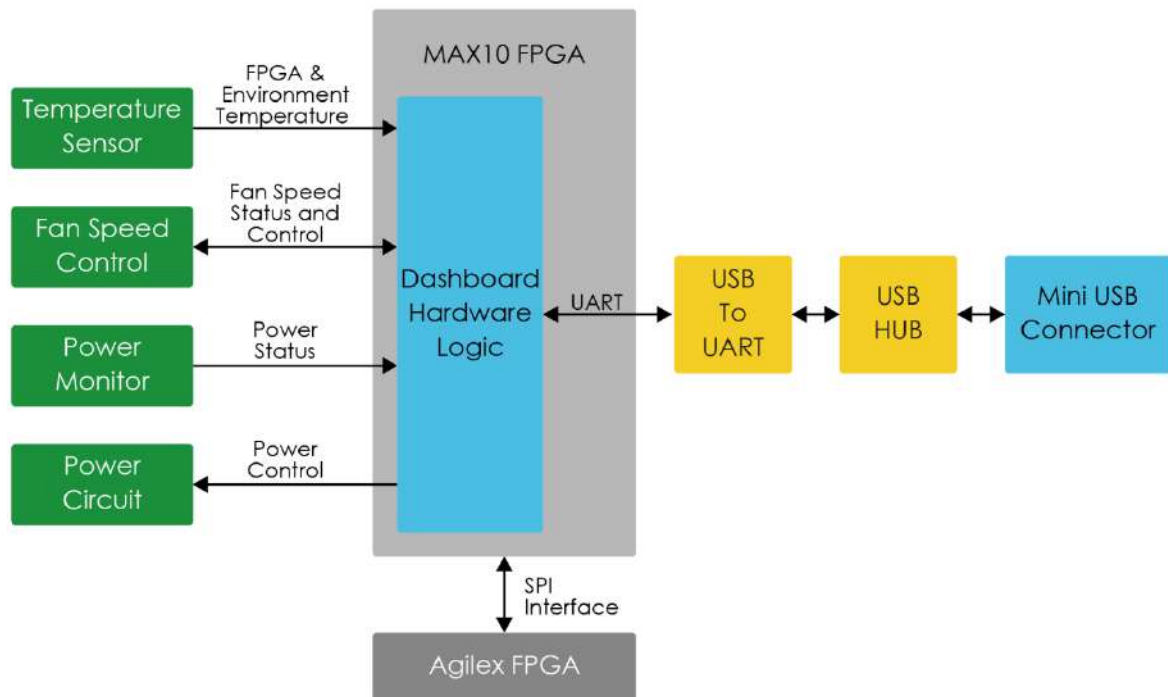 MAX10 FPGA
FPGA &
Environment
Temperature
Temperature
Sensor
Fan Speed
Status and
Control
Fan Speed
Control
Power
Status
Power
Monitor
Power
Control
Power
Circuit
Dashboard
Hardware
Logic
UART
USB
To
UART
USB
HUB
Mini USB
Connector
SPI
Interface
Agilex FPGA